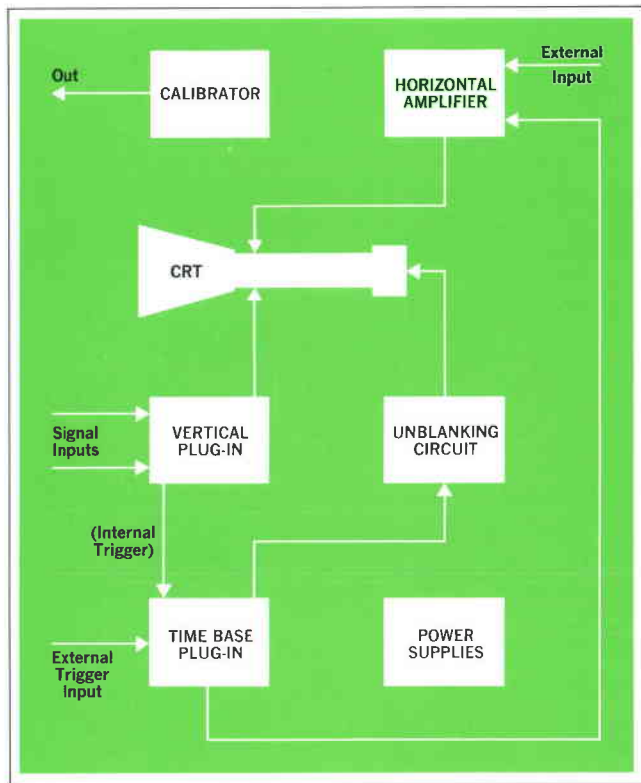 Out
CALIBRATOR
HORIZONTAL
AMPLIFIER
External
Input
CRT
Signal
Inputs
VERTICAL
PLUG-IN
UNBLANKING
CIRCUIT
(Internal
Trigger)
External
Trigger
Input
TIME BASE
PLUG-IN
POWER
SUPPLIES